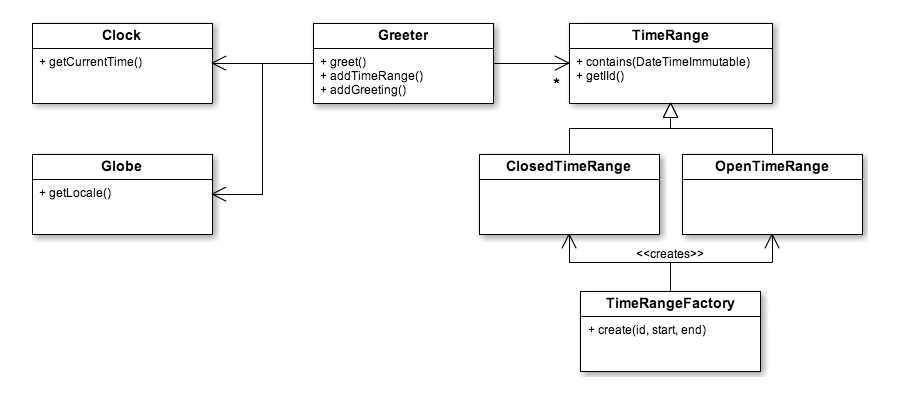 Clock
+ getCurrentTime()
Greeter
+ greet()
+ addTimeRange()
+ addGreeting()
TimeRange
+ contains(DateTimeImmutable)
+ getId()
*
Globe
+ getLocale()
ClosedTimeRange
OpenTimeRange
<<creates>>
TimeRangeFactory
+ create(id, start, end)